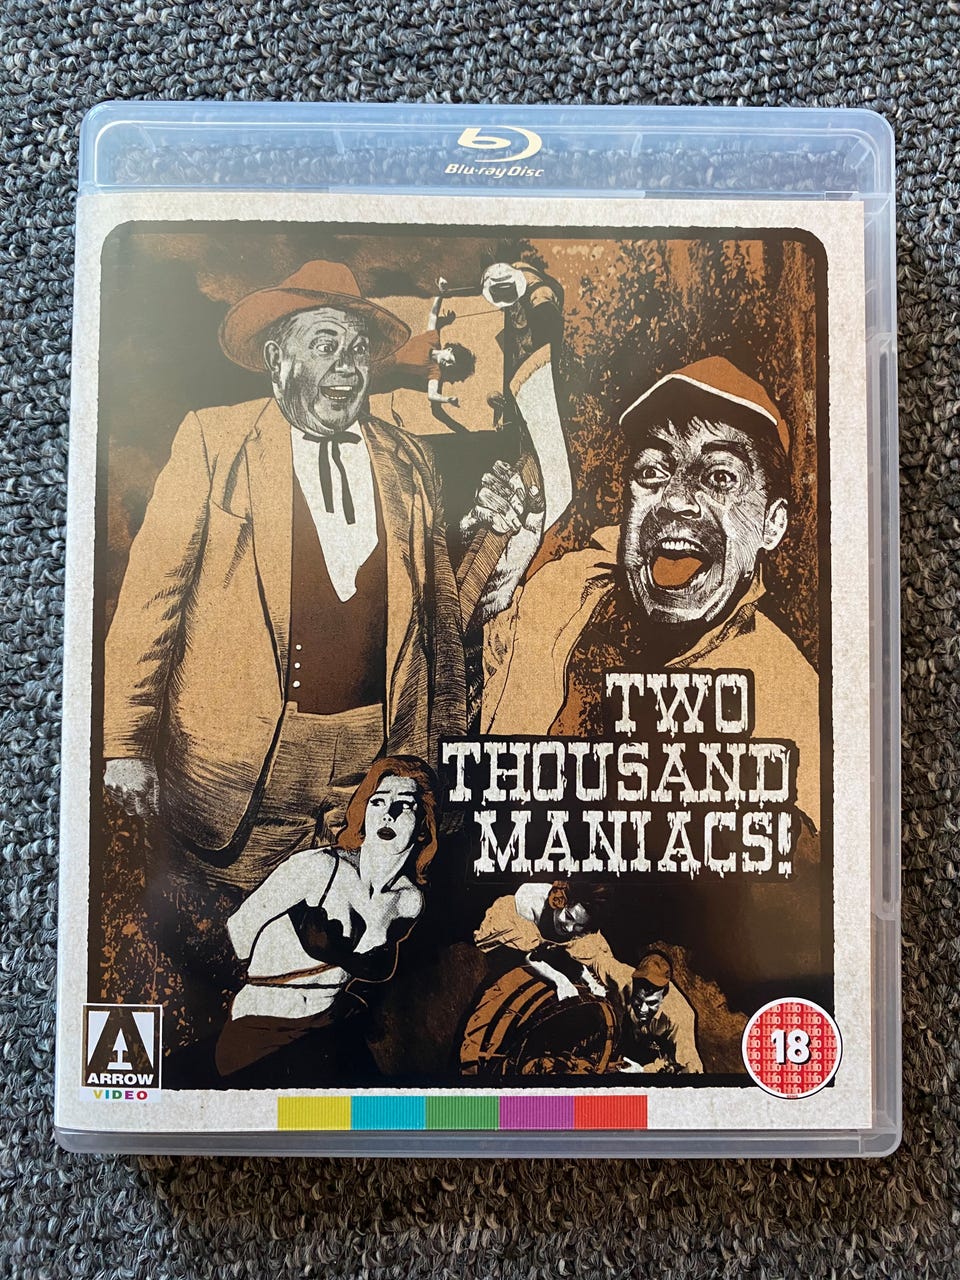 Blu-ray Disc
TWO
THOUSAND
MANIACS!
A
ARROW
VIDEO
18